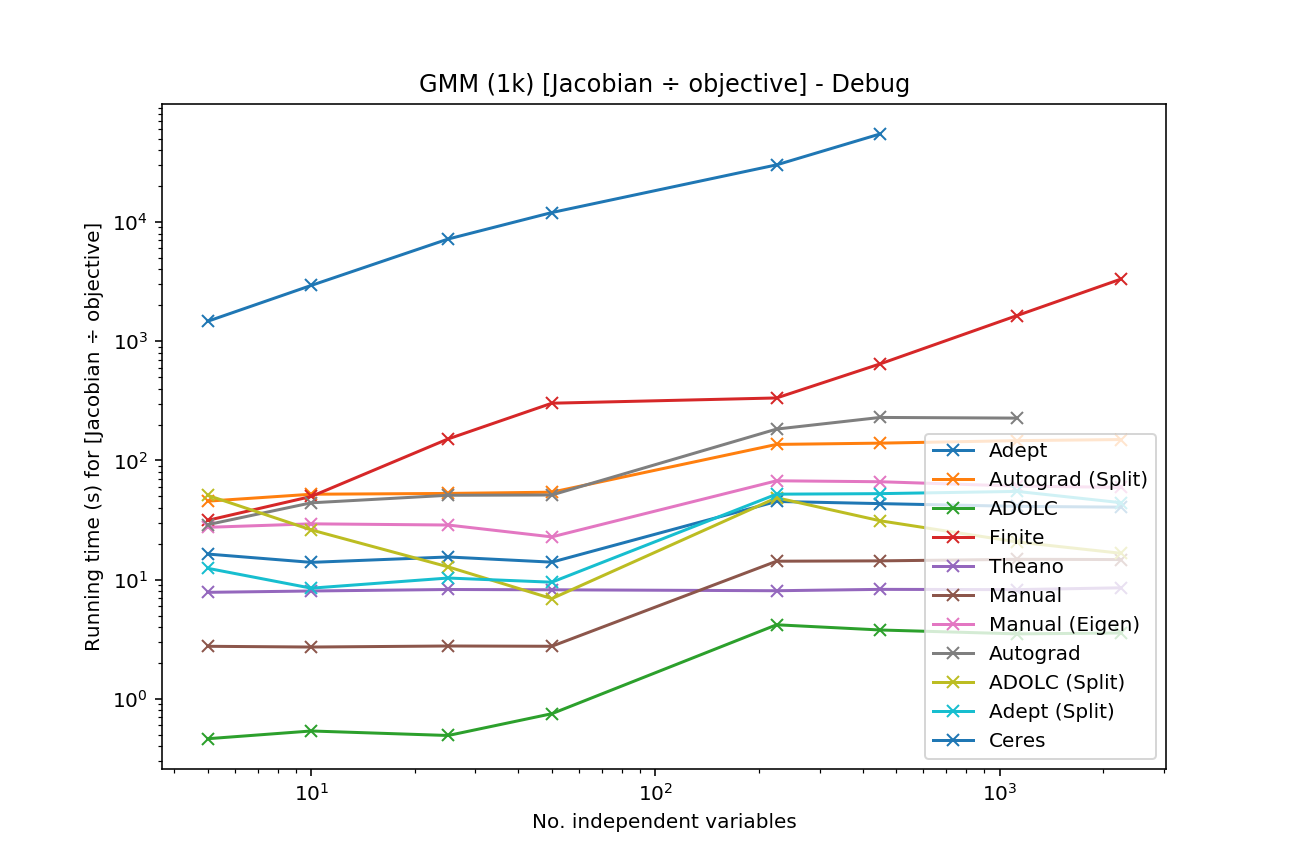 GMM (1k) [Jacobian ÷ objective] - Debug
Running time (s) for [Jacobian ÷ objective]
10⁴
10³
10²
10¹
10⁰
Adept
Autograd (Split)
ADOLC
Finite
Theano
Manual
Manual (Eigen)
Autograd
ADOLC (Split)
Adept (Split)
Ceres
10¹ 10² 10³
No. independent variables